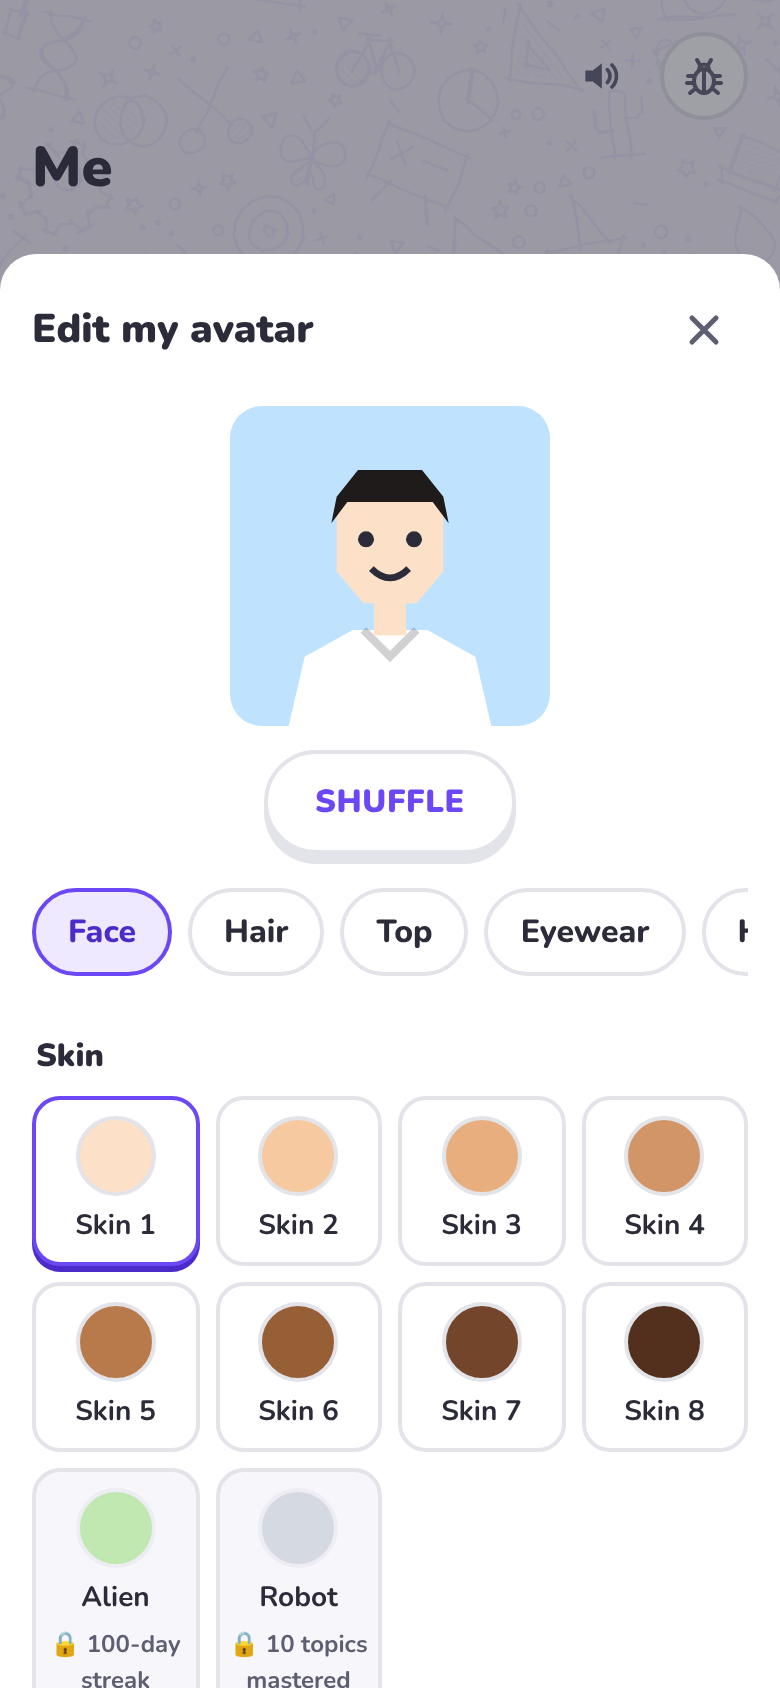 Me
Edit my avatar
SHUFFLE
Face
Hair
Top
Eyewear
Skin
Skin 1
Skin 2
Skin 3
Skin 4
Skin 5
Skin 6
Skin 7
Skin 8
Alien
🔒 100-day
streak
Robot
🔒 10 topics
mastered